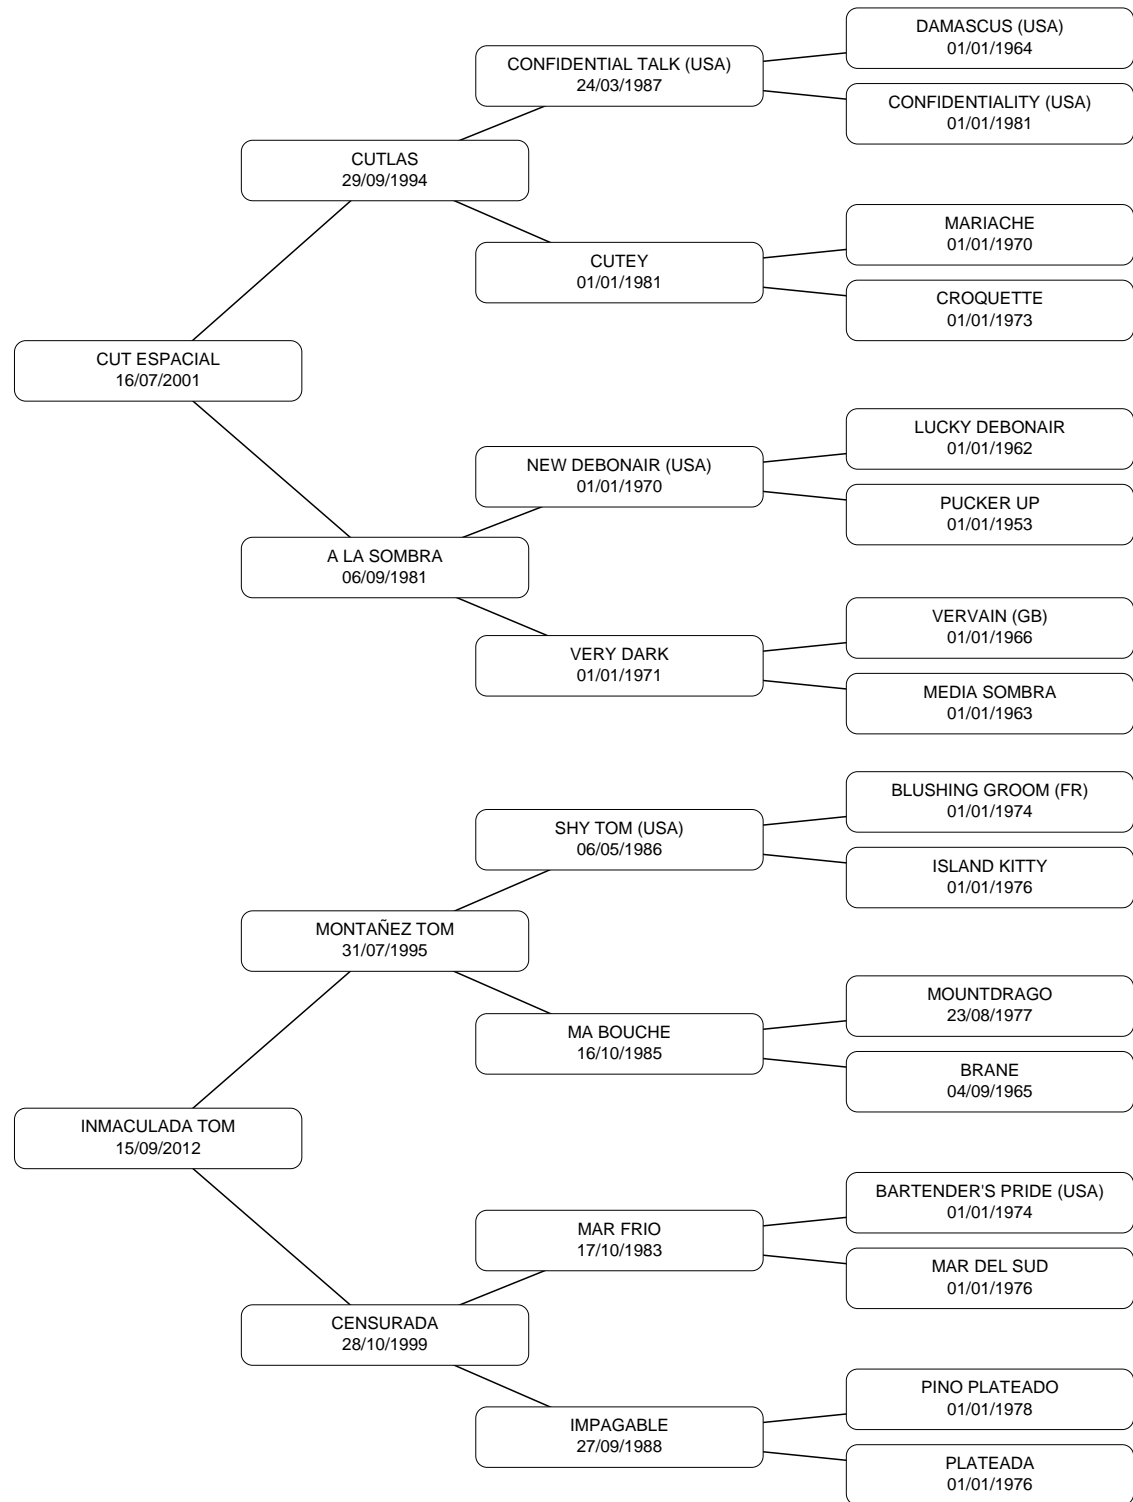 DAMASCUS (USA)
01/01/1964
CONFIDENTIAL TALK (USA)
24/03/1987
CONFIDENTIALITY (USA)
01/01/1981
CUTLAS
29/09/1994
MARIACHE
01/01/1970
CUTEY
01/01/1981
CROQUETTE
01/01/1973
CUT ESPACIAL
16/07/2001
LUCKY DEBONAIR
01/01/1962
NEW DEBONAIR (USA)
01/01/1970
PUCKER UP
01/01/1953
A LA SOMBRA
06/09/1981
VERVAIN (GB)
01/01/1966
VERY DARK
01/01/1971
MEDIA SOMBRA
01/01/1963
BLUSHING GROOM (FR)
01/01/1974
SHY TOM (USA)
06/05/1986
ISLAND KITTY
01/01/1976
MONTAÑEZ TOM
31/07/1995
MOUNTDRAGO
23/08/1977
MA BOUCHE
16/10/1985
BRANE
04/09/1965
INMACULADA TOM
15/09/2012
BARTENDER'S PRIDE (USA)
01/01/1974
MAR FRIO
17/10/1983
MAR DEL SUD
01/01/1976
CENSURADA
28/10/1999
PINO PLATEADO
01/01/1978
IMPAGABLE
27/09/1988
PLATEADA
01/01/1976